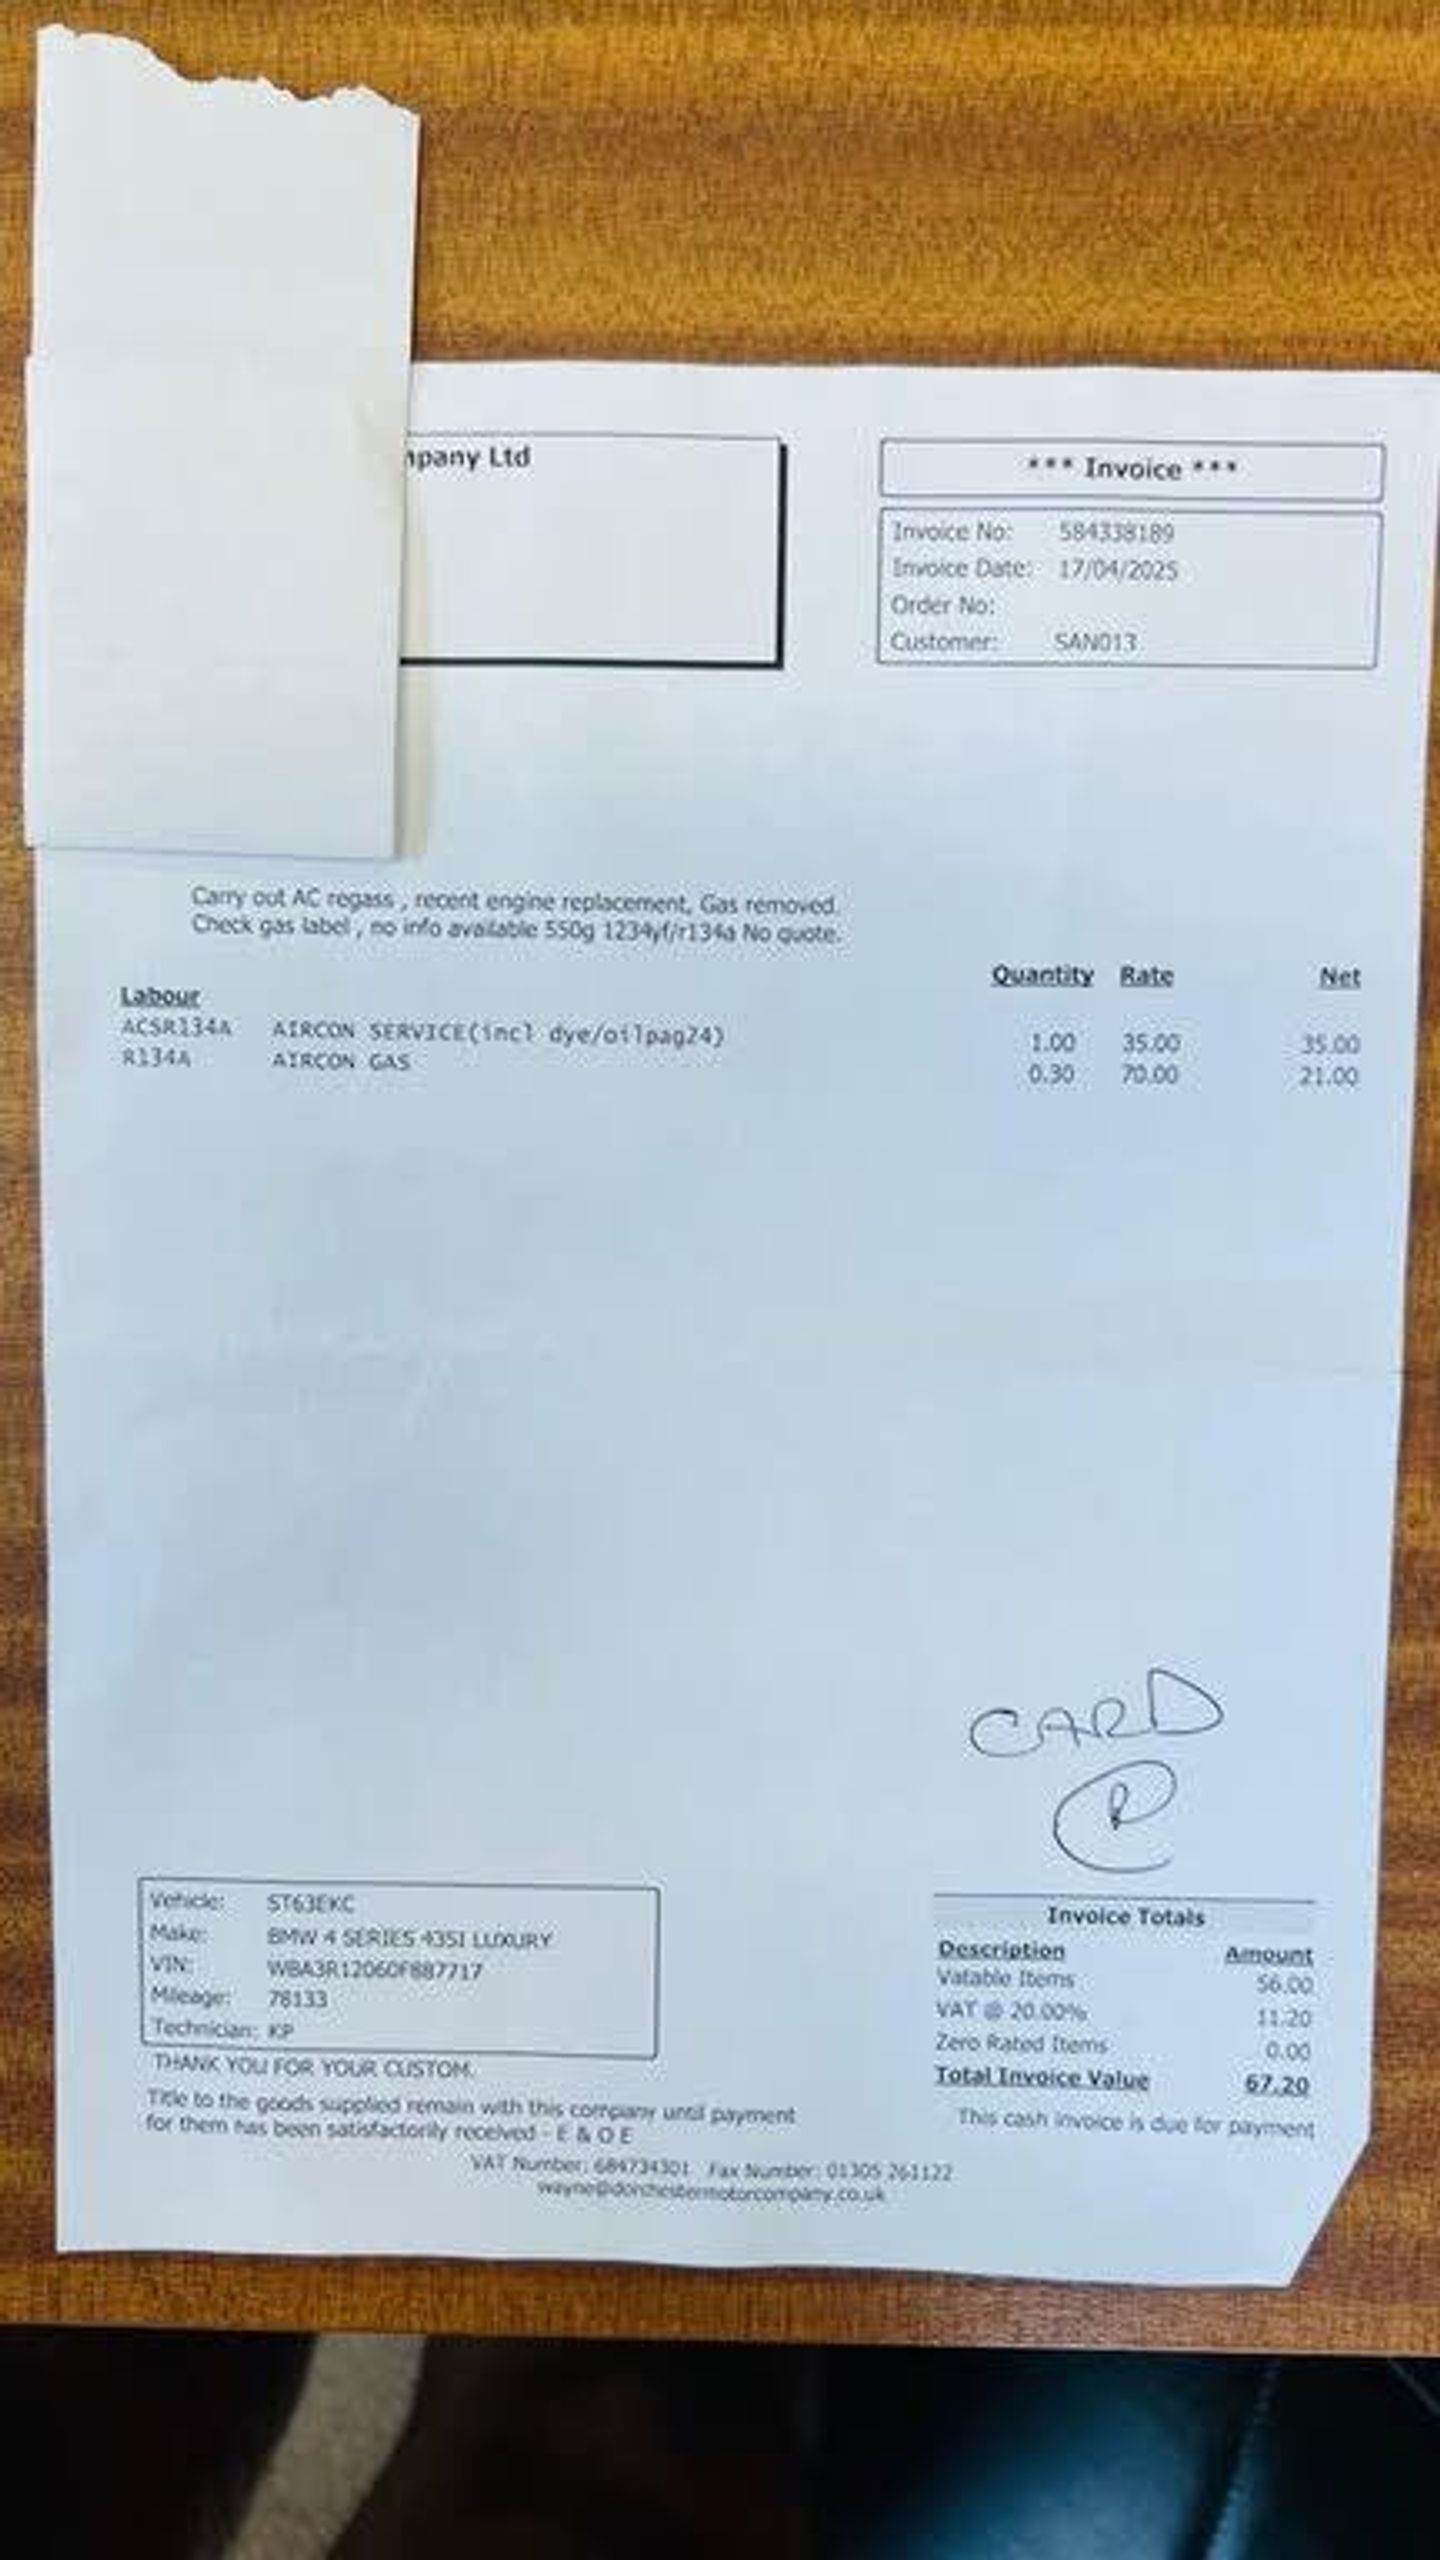 mpany Ltd
*** Invoice ***
Invoice No: 584338189
Invoice Date: 17/04/2025
Order No:
Customer: SAN013
Carry out AC regass , recent engine replacement, Gas removed.
Check gas label , no info available 550g 1234yf/r134a No quote.
Quantity Rate Net
Labour
ACSR134A AIRCON SERVICE(incl dye/oilpag24) 1.00 35.00 35.00
R134A AIRCON GAS 0.30 70.00 21.00
CARD
Vehicle: ST63EKC
Make: BMW 4 SERIES 435I LUXURY
VIN: WBA3R12060F887717
Mileage: 78133
Technician: KP
THANK YOU FOR YOUR CUSTOM.
Title to the goods supplied remain with this company until payment
for them has been satisfactorily received - E & O E
Invoice Totals
Description Amount
Vatable Items 56.00
VAT @ 20.00% 11.20
Zero Rated Items 0.00
Total Invoice Value 67.20
This cash invoice is due for payment
VAT Number: 684734301 Fax Number: 01305 261122
wayne@dorchestermotorcompany.co.uk